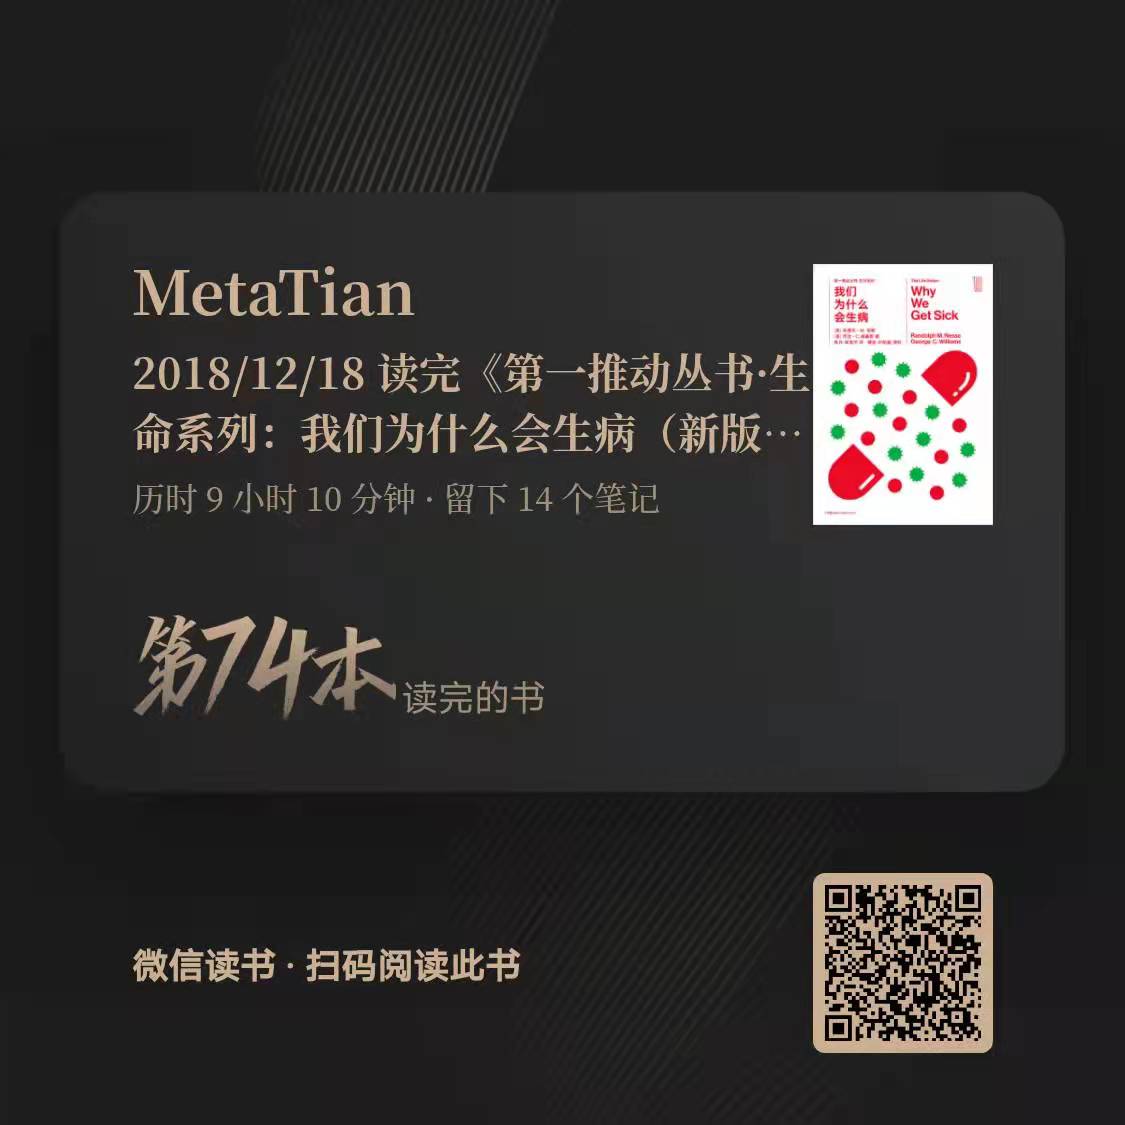 MetaTian
2018/12/18 读完《第一推动丛书·生
命系列：我们为什么会生病（新版…
历时 9 小时 10 分钟 · 留下 14 个笔记
我们
为什么
会生病
Why
We
Get Sick
Randolph M. Nesse
George C. Williams
第74本 读完的书
微信读书 · 扫码阅读此书